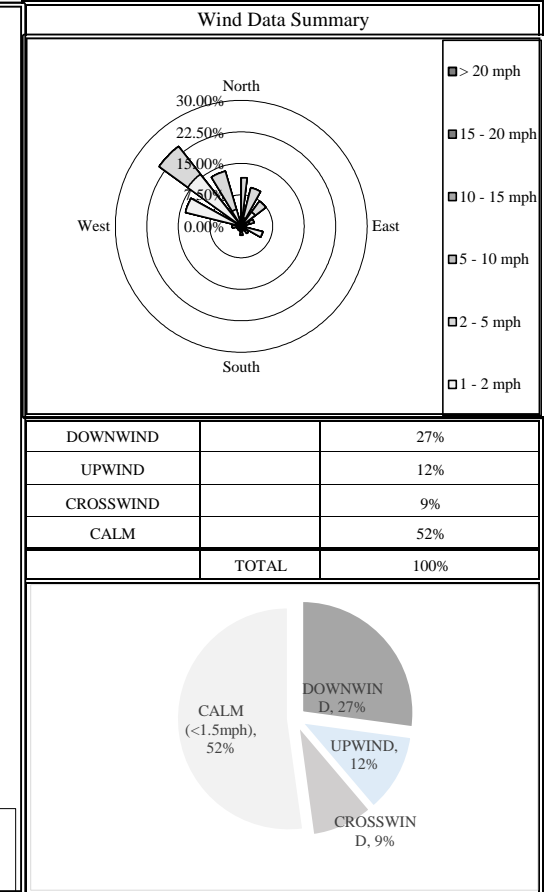 Wind Data Summary
North
30.00%
22.50%
15.00%
7.50%
0.00%
West
East
South
> 20 mph
15 - 20 mph
10 - 15 mph
5 - 10 mph
2 - 5 mph
1 - 2 mph
DOWNWIND 27%
UPWIND 12%
CROSSWIND 9%
CALM 52%
TOTAL 100%
DOWNWIN
D, 27%
CALM
(<1.5mph),
52%
UPWIND,
12%
CROSSWIN
D, 9%